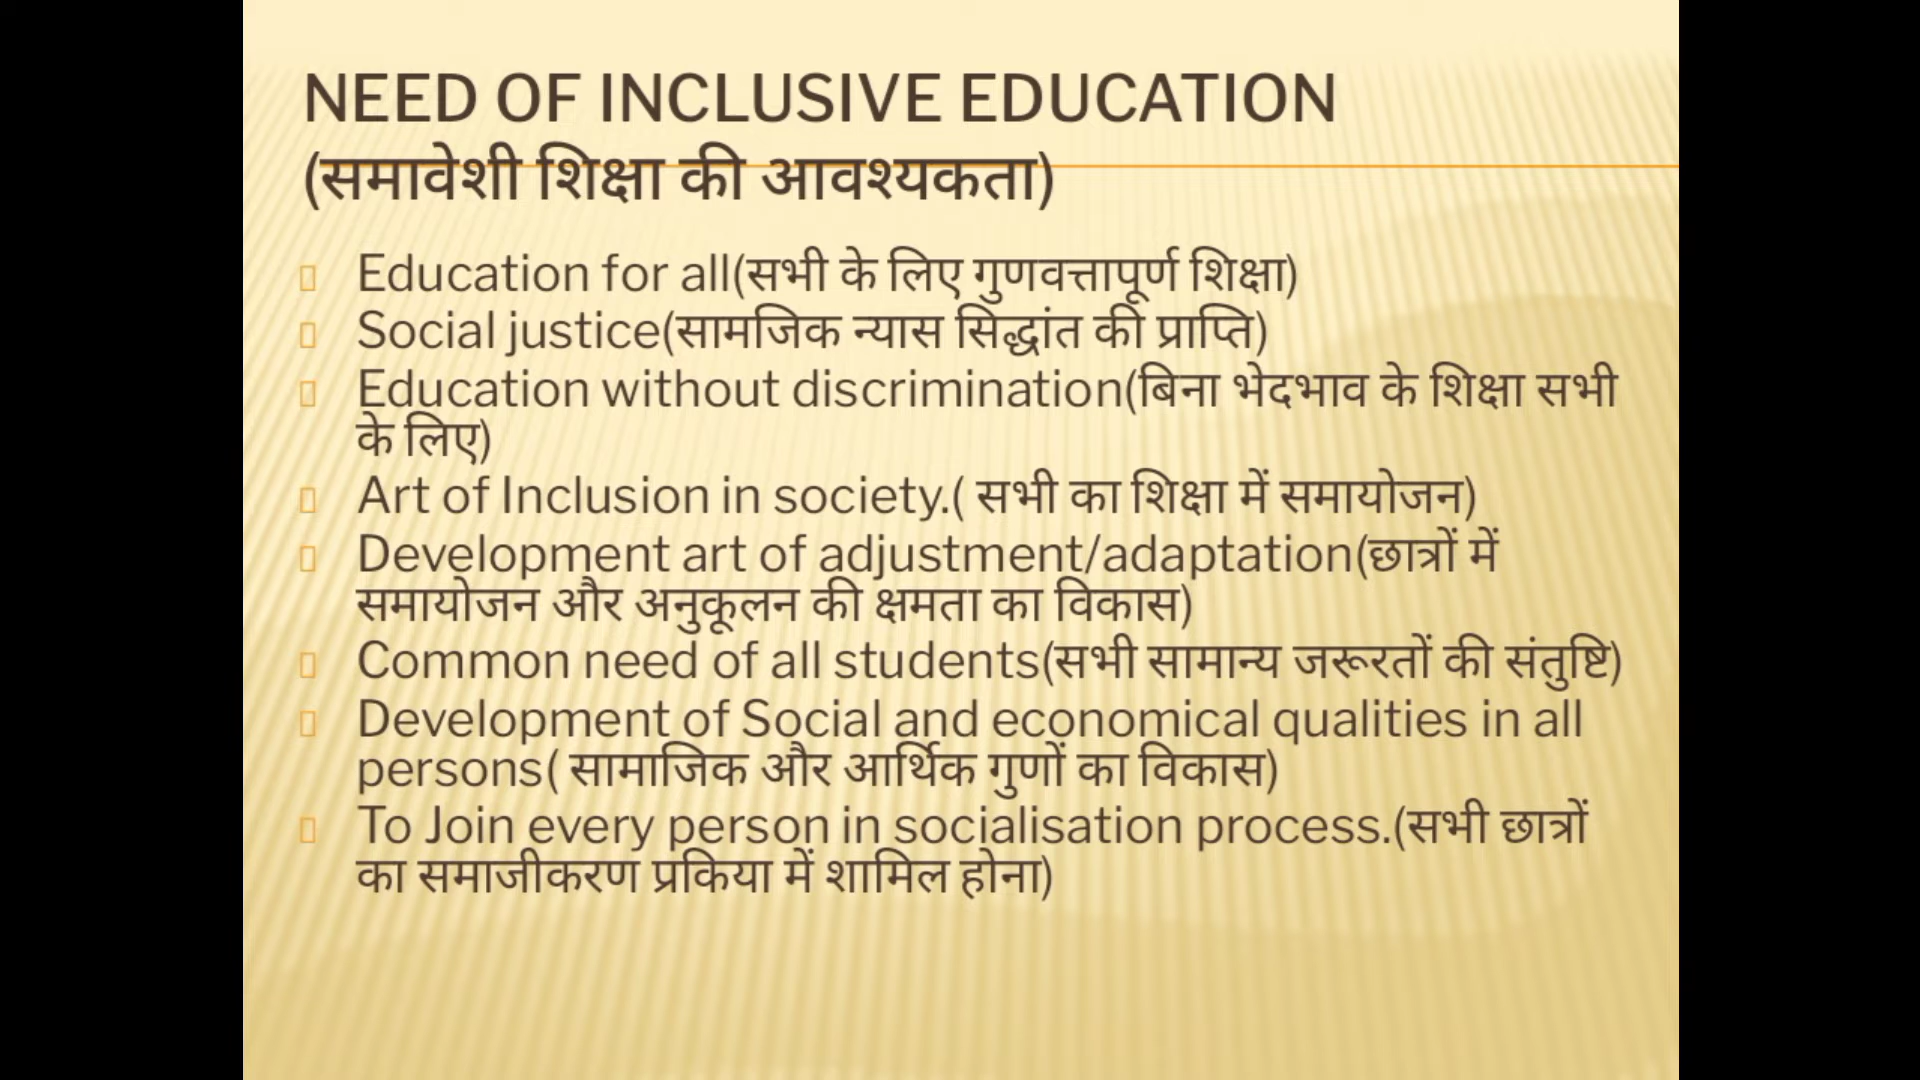 NEED OF INCLUSIVE EDUCATION
(समावेशी शिक्षा की आवश्यकता)
Education for all(सभी के लिए गुणवत्तापूर्ण शिक्षा)
Social justice(सामजिक न्यास सिद्धांत की प्राप्ति)
Education without discrimination(बिना भेदभाव के शिक्षा सभी
के लिए)
Art of Inclusion in society.( सभी का शिक्षा में समायोजन)
Development art of adjustment/adaptation(छात्रों में
समायोजन और अनुकूलन की क्षमता का विकास)
Common need of all students(सभी सामान्य जरूरतों की संतुष्टि)
Development of Social and economical qualities in all
persons( सामाजिक और आर्थिक गुणों का विकास)
To Join every person in socialisation process.(सभी छात्रों
का समाजीकरण प्रकिया में शामिल होना)